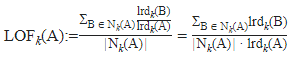 LOFₖ(A):= Σ_{B∈Nₖ(A)} (lrdₖ(B)/lrdₖ(A)) / |Nₖ(A)| = Σ_{B∈Nₖ(A)} lrdₖ(B) / (|Nₖ(A)| · lrdₖ(A))